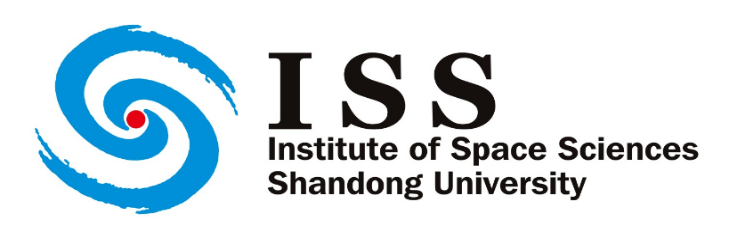 ISS
Institute of Space Sciences
Shandong University